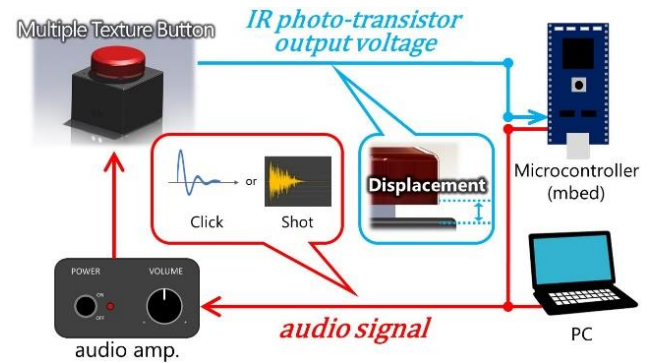 Multiple Texture Button
IR photo-transistor
output voltage
Displacement
Microcontroller
(mbed)
Click
or
Shot
POWER
VOLUME
ON
OFF
-
+
audio amp.
audio signal
PC